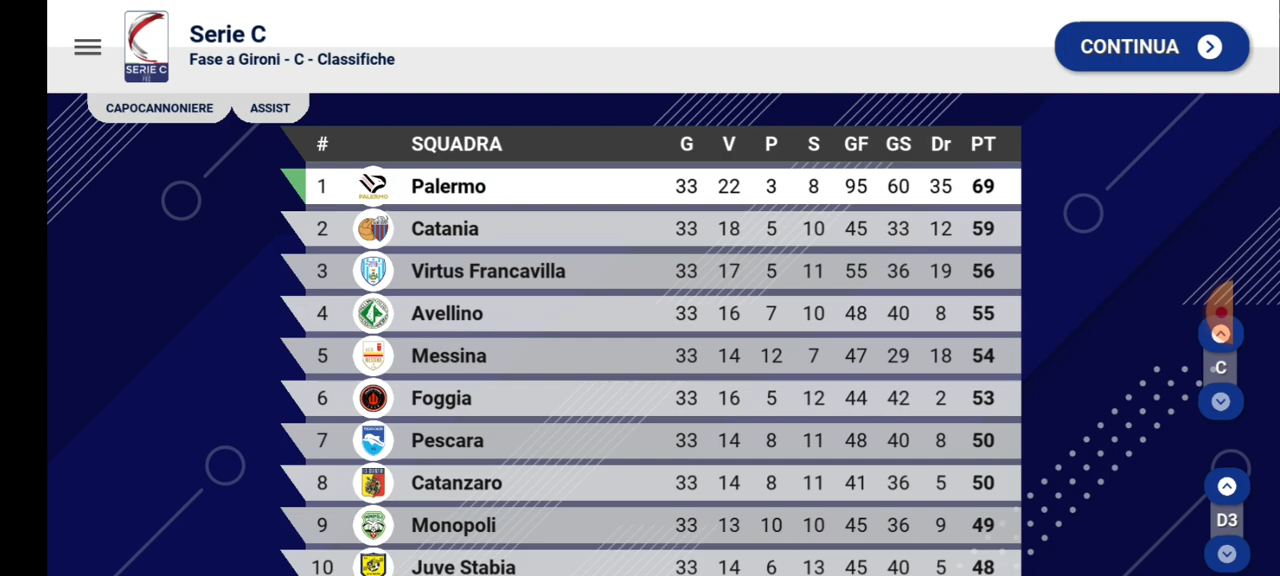 Serie C
Fase a Gironi - C - Classifiche
CONTINUA
SERIE C
CAPOCANNONIERE ASSIST
# SQUADRA G V P S GF GS Dr PT
1 PALERMO Palermo 33 22 3 8 95 60 35 69
2 Catania 33 18 5 10 45 33 12 59
3 Virtus Francavilla 33 17 5 11 55 36 19 56
4 Avellino 33 16 7 10 48 40 8 55
5 Messina 33 14 12 7 47 29 18 54
6 Foggia 33 16 5 12 44 42 2 53
7 Pescara 33 14 8 11 48 40 8 50
8 Catanzaro 33 14 8 11 41 36 5 50
9 Monopoli 33 13 10 10 45 36 9 49
10 Juve Stabia 33 14 6 13 45 40 5 48
C
D3